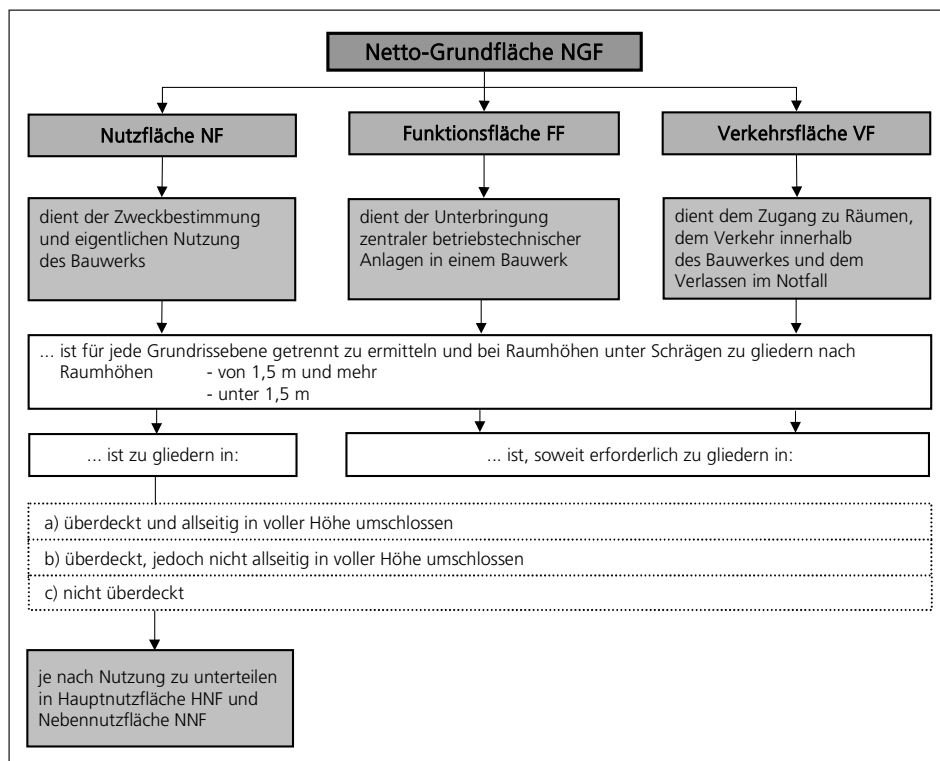 Netto-Grundfläche NGF
Nutzfläche NF
Funktionsfläche FF
Verkehrsfläche VF
dient der Zweckbestimmung
und eigentlichen Nutzung
des Bauwerks
dient der Unterbringung
zentraler betriebstechnischer
Anlagen in einem Bauwerk
dient dem Zugang zu Räumen,
dem Verkehr innerhalb
des Bauwerkes und dem
Verlassen im Notfall
... ist für jede Grundrissebene getrennt zu ermitteln und bei Raumhöhen unter Schrägen zu gliedern nach
Raumhöhen - von 1,5 m und mehr
- unter 1,5 m
... ist zu gliedern in:
... ist, soweit erforderlich zu gliedern in:
a) überdeckt und allseitig in voller Höhe umschlossen
b) überdeckt, jedoch nicht allseitig in voller Höhe umschlossen
c) nicht überdeckt
je nach Nutzung zu unterteilen
in Hauptnutzfläche HNF und
Nebennutzfläche NNF